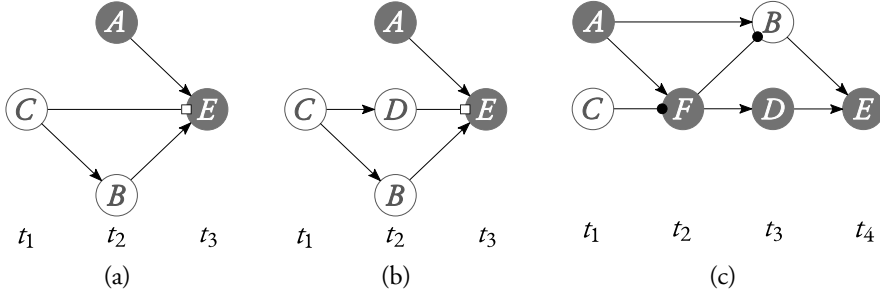 A A A B
C E C D E C F D E
B B
t1 t2 t3 t1 t2 t3 t1 t2 t3 t4
(a) (b) (c)